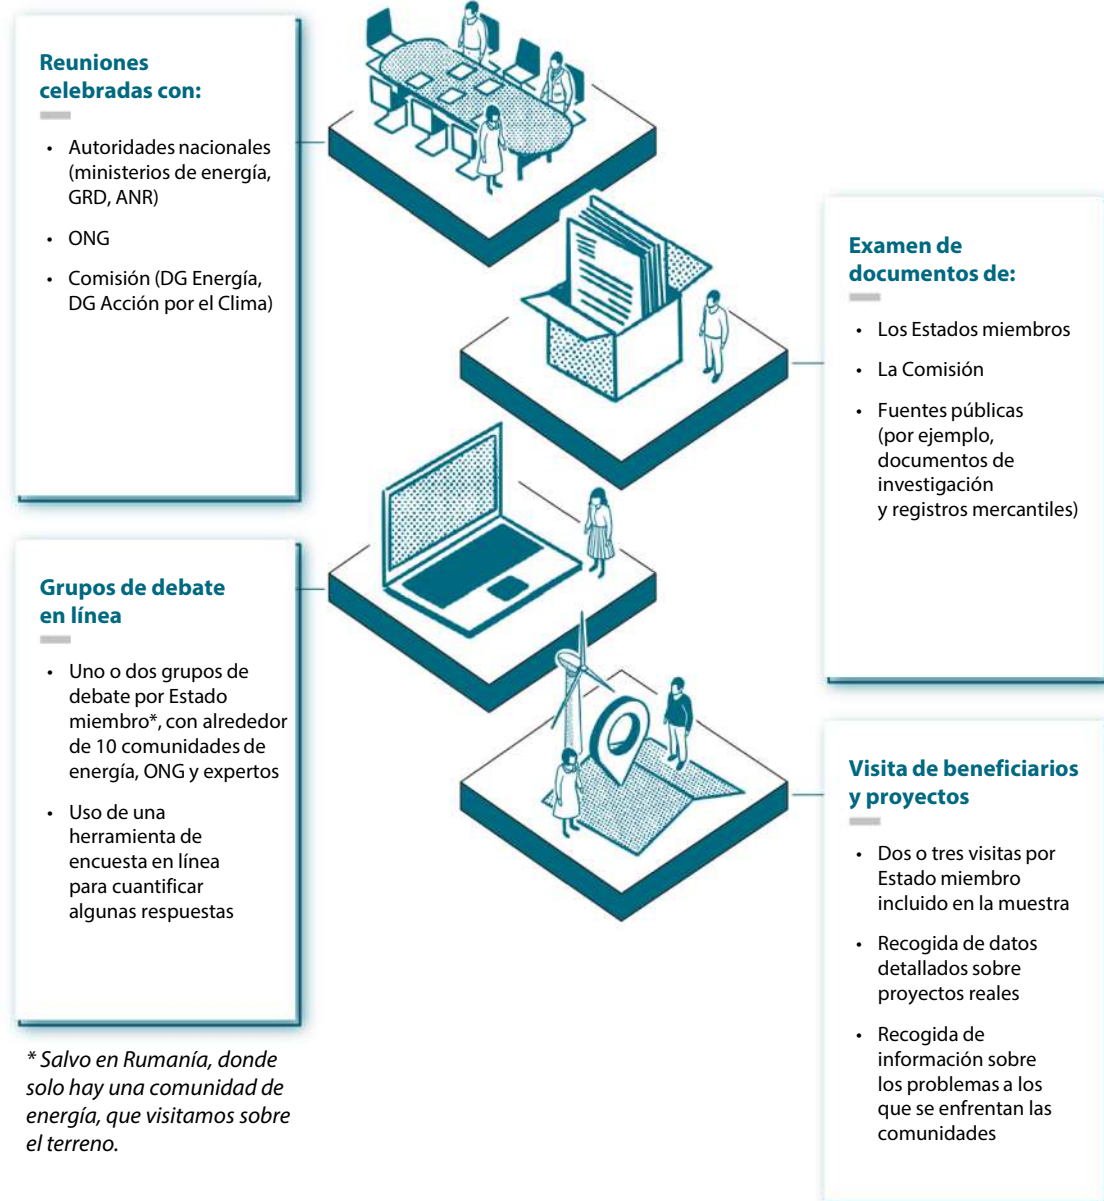 Reuniones
celebradas con:
• Autoridades nacionales
(ministerios de energía,
GRD, ANR)
• ONG
• Comisión (DG Energía,
DG Acción por el Clima)
Examen de
documentos de:
• Los Estados miembros
• La Comisión
• Fuentes públicas
(por ejemplo,
documentos de
investigación
y registros mercantiles)
Grupos de debate
en línea
• Uno o dos grupos de
debate por Estado
miembro*, con alrededor
de 10 comunidades de
energía, ONG y expertos
• Uso de una
herramienta de
encuesta en línea
para cuantificar
algunas respuestas
* Salvo en Rumanía, donde
solo hay una comunidad de
energía, que visitamos sobre
el terreno.
Visita de beneficiarios
y proyectos
• Dos o tres visitas por
Estado miembro
incluido en la muestra
• Recogida de datos
detallados sobre
proyectos reales
• Recogida de
información sobre
los problemas a los
que se enfrentan las
comunidades